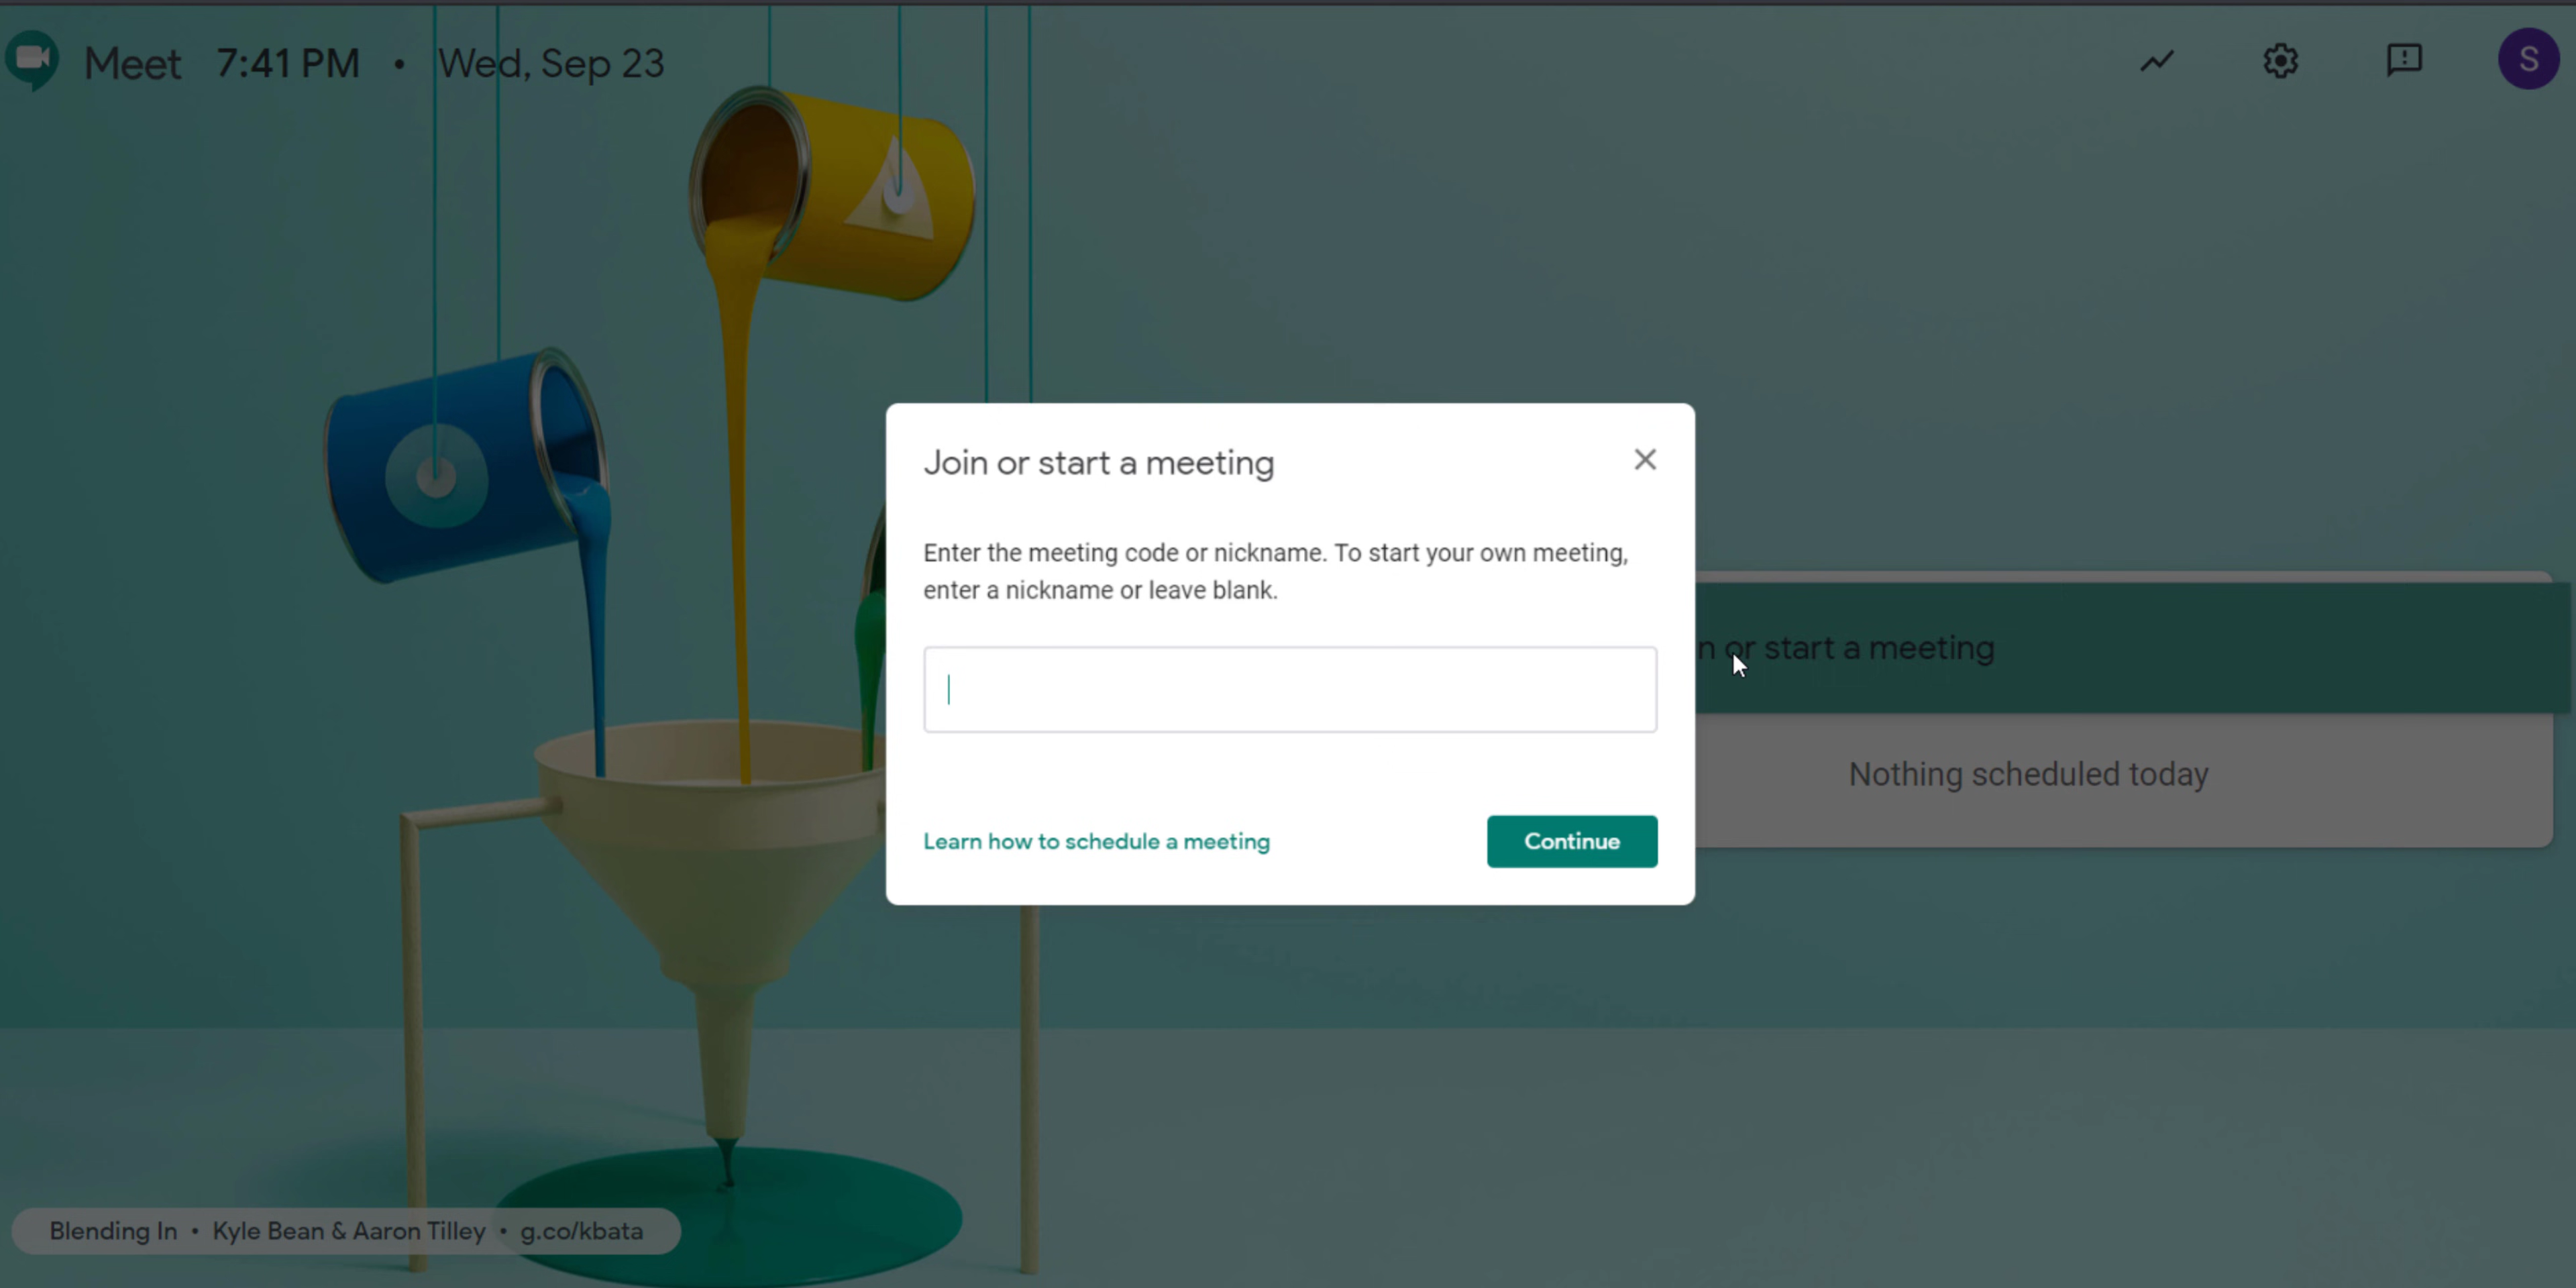 Meet 7:41 PM • Wed, Sep 23
S
Join or start a meeting
Enter the meeting code or nickname. To start your own meeting,
enter a nickname or leave blank.
n or start a meeting
Nothing scheduled today
Learn how to schedule a meeting
Continue
Blending In • Kyle Bean & Aaron Tilley • g.co/kbata